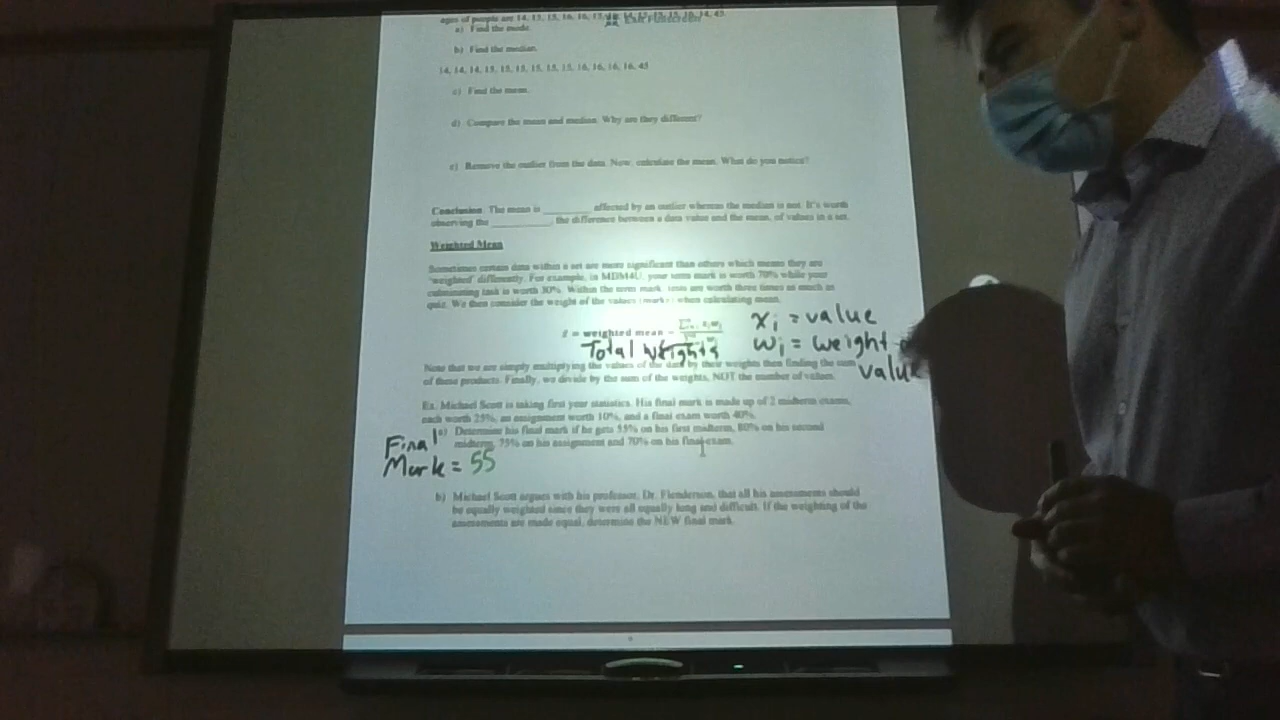 ages of people are 14, 13, 15, 16, 16, 15, 14, 45
a) Find the mode.
b) Find the median.
14, 14, 14, 15, 15, 15, 15, 15, 15, 16, 16, 16, 16, 45
c) Find the mean.
d) Compare the mean and median. Why are they different?
e) Remove the outlier from the data. Now, calculate the mean. What do you notice?
Conclusion: The mean is ________ affected by an outlier whereas the median is not. It's worth
observing the __________, the difference between a data value and the mean, of values in a set.
Weighted Mean
Sometimes certain data within a set are more significant than others which means they are
'weighted' differently. For example, in MDM4U, your term mark is worth 70% while your
culminating task is worth 30%. Within the term mark, tests are worth three times as much as
quiz. We then consider the weight of the values (marks) when calculating mean.
= weighted mean =
xi = value
wi = weight
value
Total Weights
Note that we are simply multiplying the values of the data by their weights then finding the sum
of these products. Finally, we divide by the sum of the weights, NOT the number of values.
Ex. Michael Scott is taking first year statistics. His final mark is made up of 2 midterm exams,
each worth 25%, an assignment worth 10%, and a final exam worth 40%.
a) Determine his final mark if he gets 55% on his first midterm, 80% on his second
midterm, 75% on his assignment and 70% on his final exam.
Final
Mark = 55
b) Michael Scott argues with his professor, Dr. Flenderson, that all his assessments should
be equally weighted since they were all equally long and difficult. If the weighting of the
assessments are made equal, determine the NEW final mark.